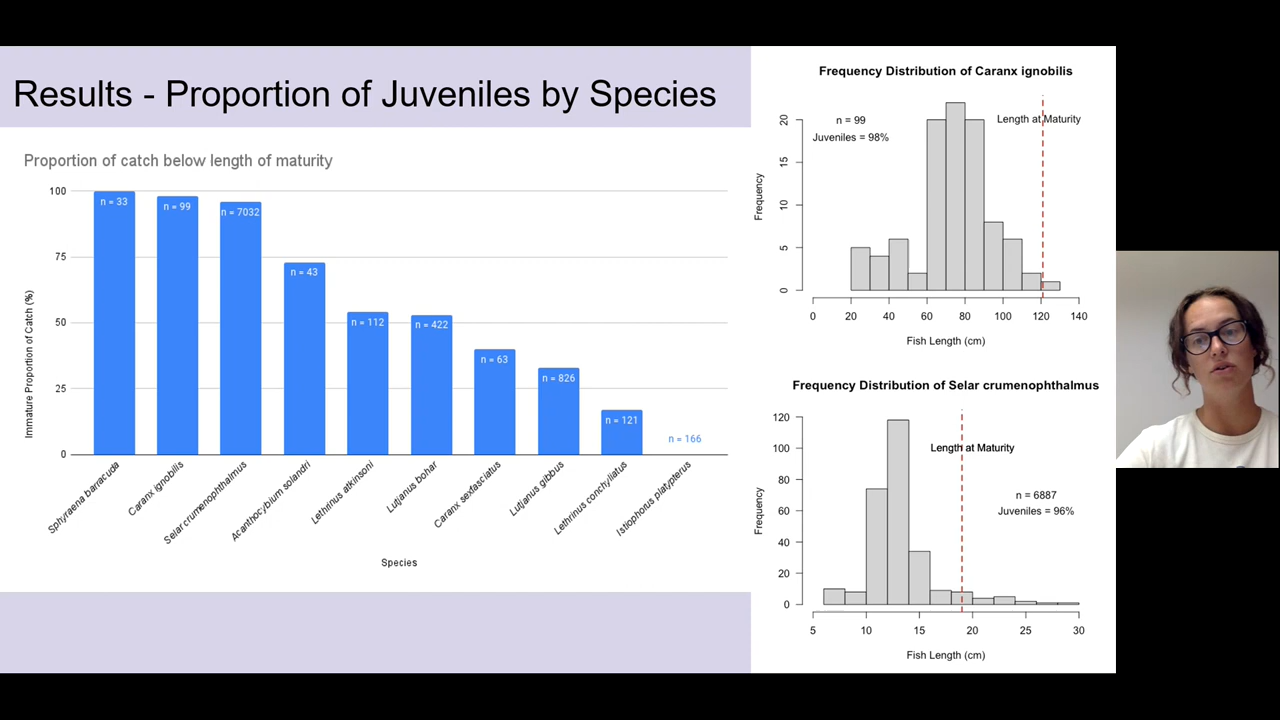 Results - Proportion of Juveniles by Species
Proportion of catch below length of maturity
Immature Proportion of Catch (%)
100
75
50
25
0
n = 33
n = 99
n = 7032
n = 43
n = 112
n = 422
n = 63
n = 826
n = 121
n = 166
Sphyraena barracuda
Caranx ignobilis
Selar crumenophthalmus
Acanthocybium solandri
Lethrinus atkinsoni
Lutjanus bohar
Caranx sexfasciatus
Lutjanus gibbus
Lethrinus conchyliatus
Istiophorus platypterus
Species
Frequency Distribution of Caranx ignobilis
n = 99
Juveniles = 98%
Length at Maturity
Frequency
20
15
10
5
0
0 20 40 60 80 100 120 140
Fish Length (cm)
Frequency Distribution of Selar crumenophthalmus
Length at Maturity
n = 6887
Juveniles = 96%
Frequency
120
100
80
60
40
20
0
5 10 15 20 25 30
Fish Length (cm)